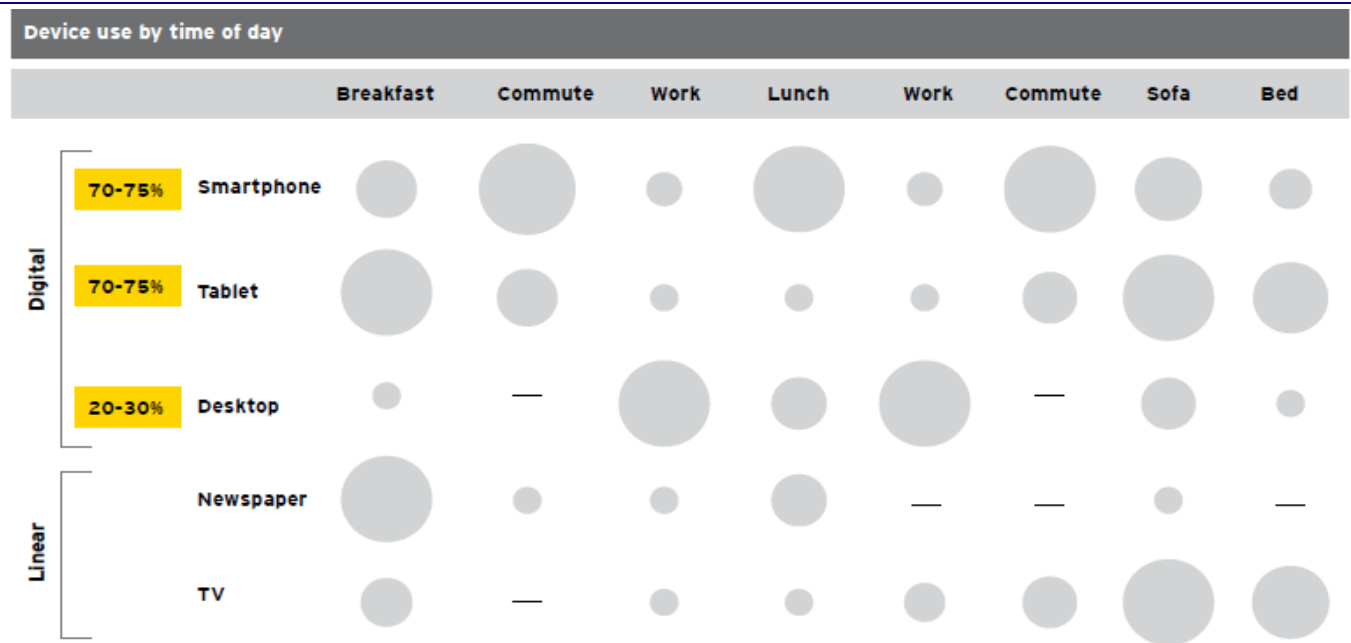 Device use by time of day
Breakfast Commute Work Lunch Work Commute Sofa Bed
Digital
70-75% Smartphone
70-75% Tablet
20-30% Desktop — —
Linear
Newspaper — — —
TV —